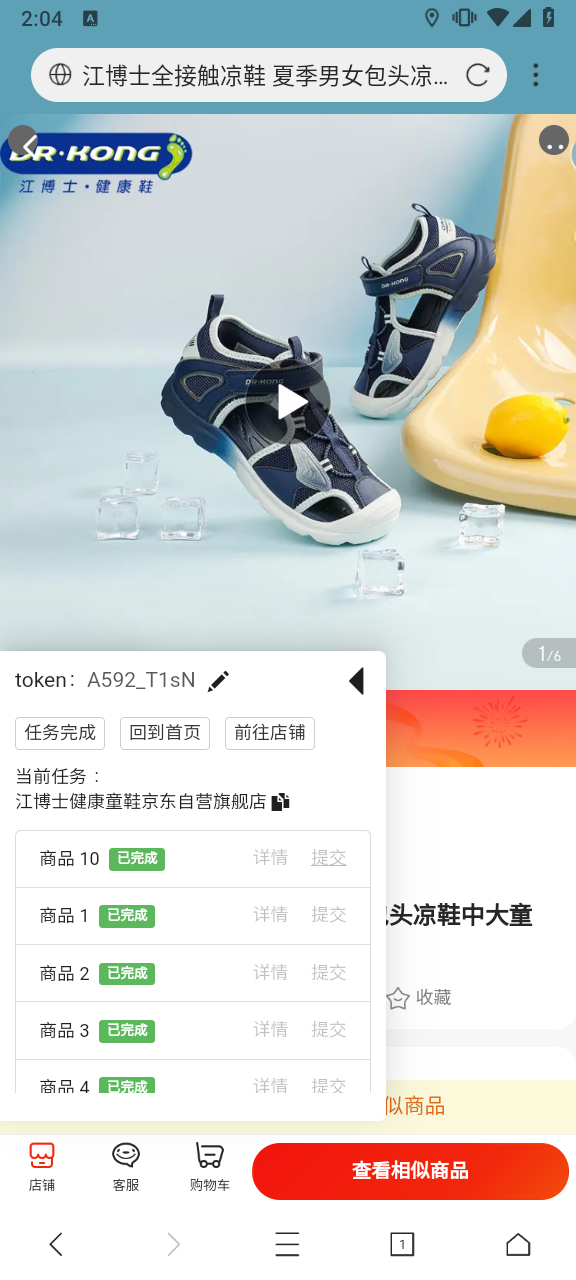 2:04
江博士全接触凉鞋 夏季男女包头凉...
DR·KONG
江博士·健康鞋
DR-KONG
DR-KONG
1/6
token： A592_T1sN
任务完成 回到首页 前往店铺
当前任务：
江博士健康童鞋京东自营旗舰店
商品 10 已完成 详情 提交
商品 1 已完成 详情 提交
包头凉鞋中大童
商品 2 已完成 详情 提交
收藏
商品 3 已完成 详情 提交
商品 4 已完成 详情 提交
似商品
店铺 客服 购物车 查看相似商品
1